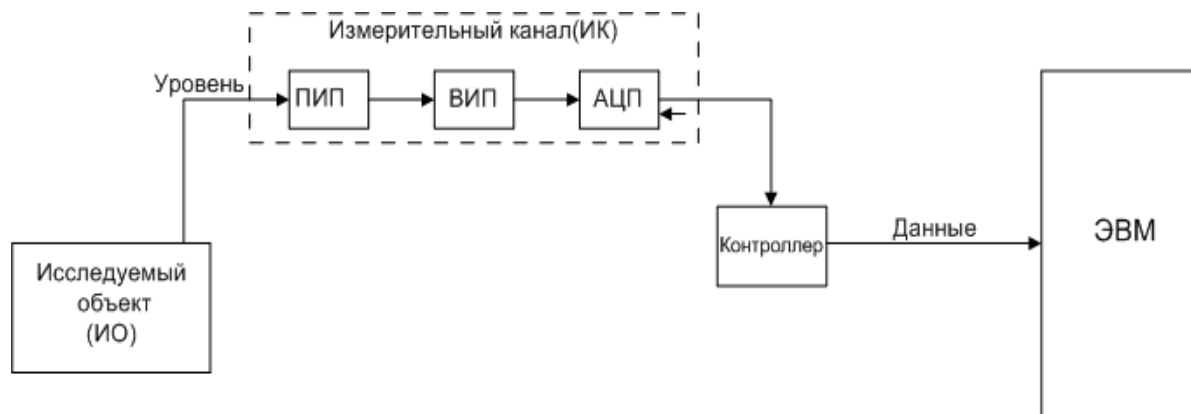 Измерительный канал(ИК)
Уровень
ПИП
ВИП
АЦП
Контроллер
Данные
ЭВМ
Исследуемый
объект
(ИО)